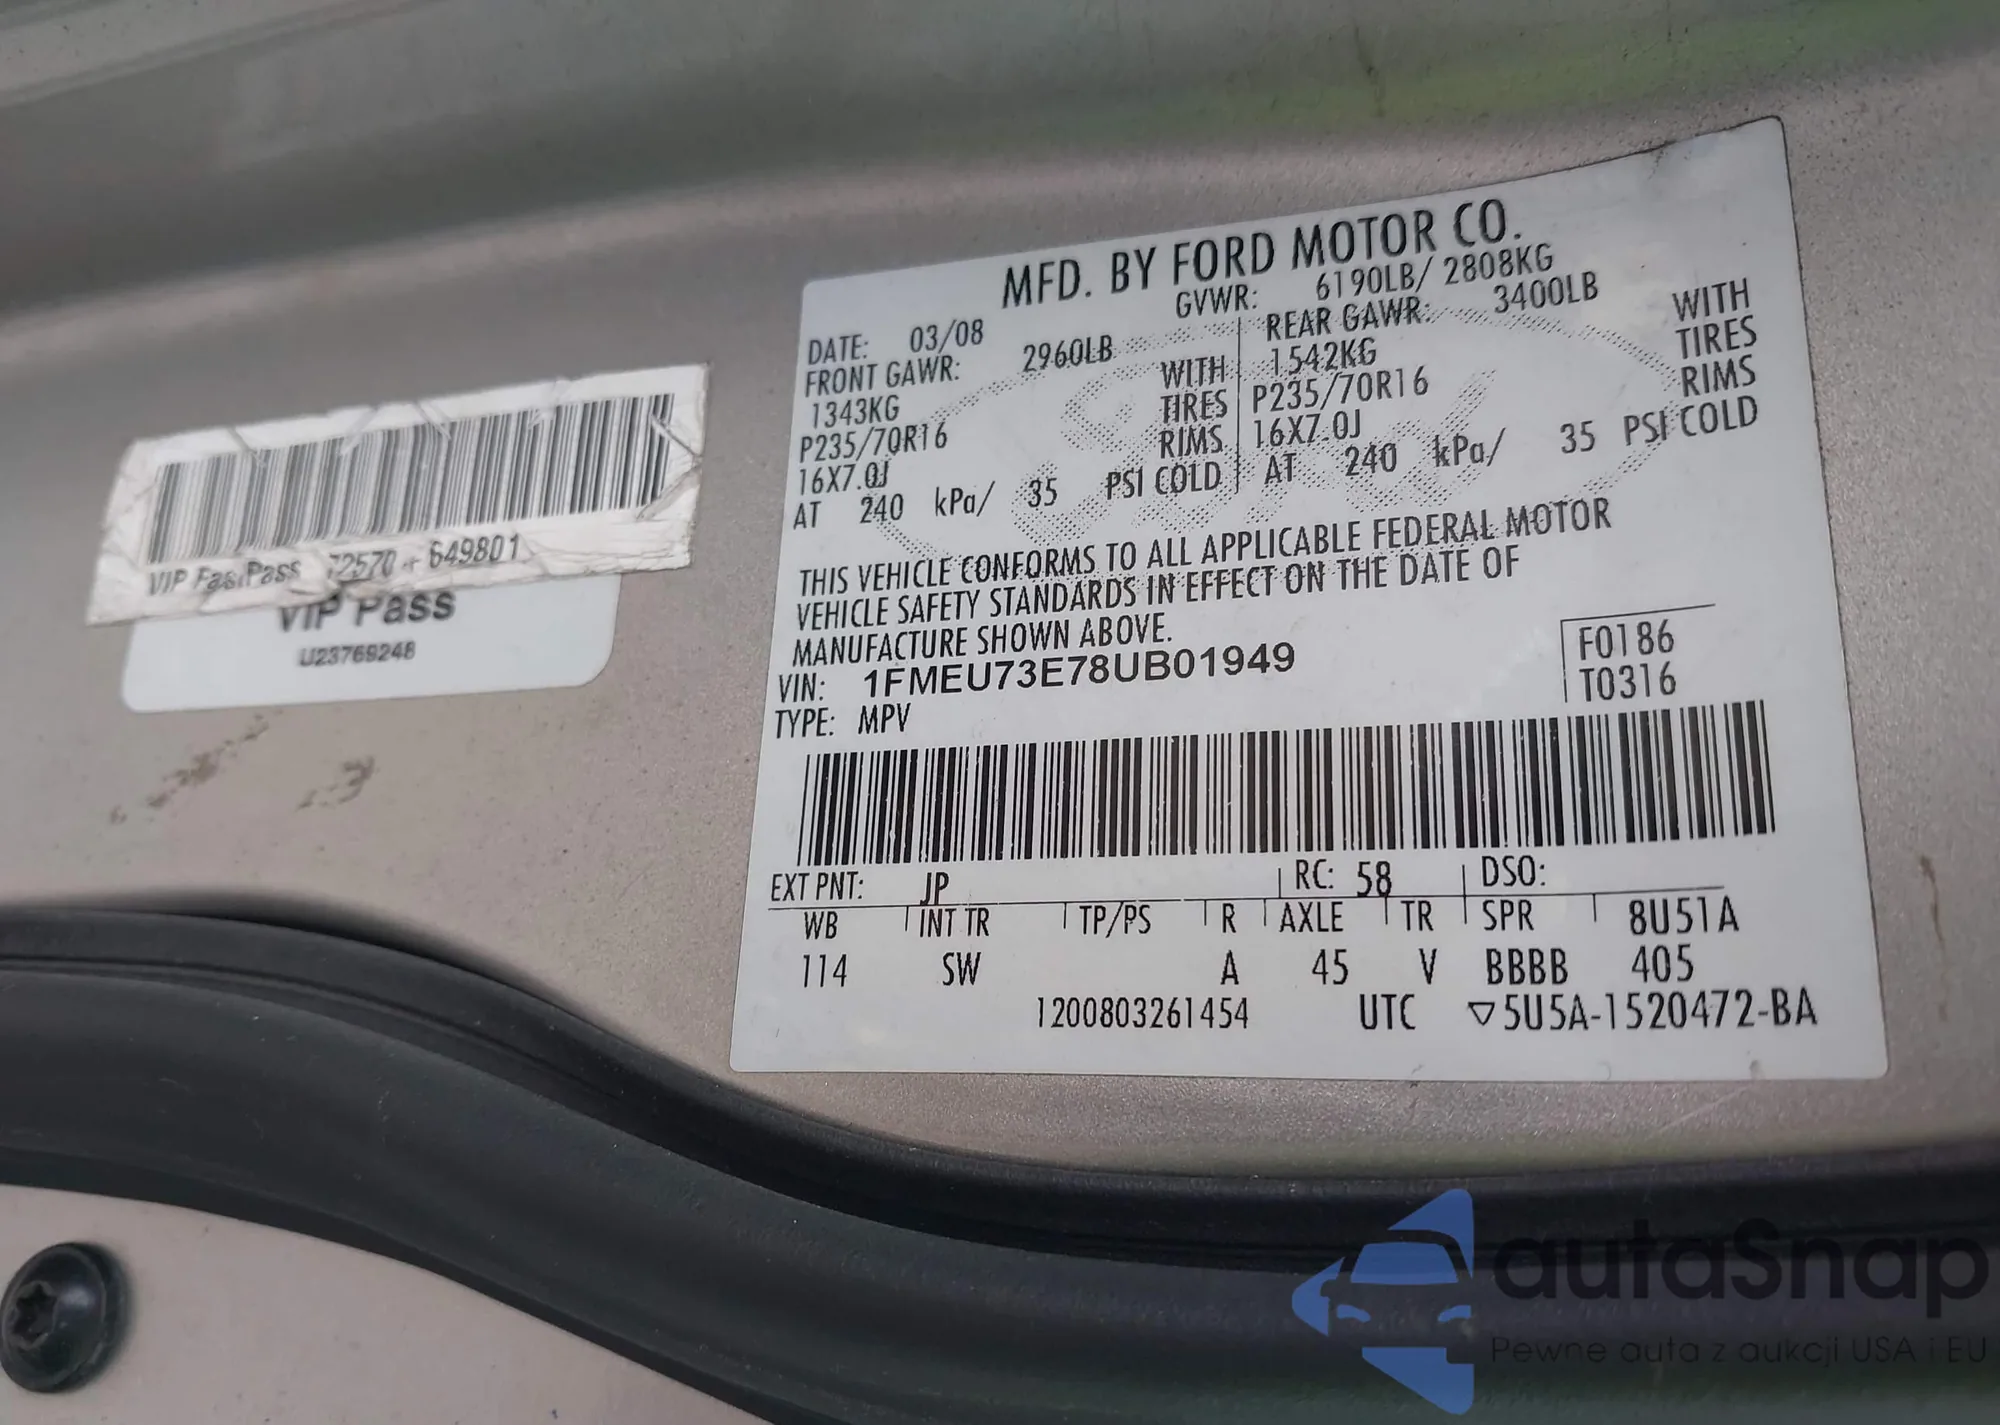 MFD. BY FORD MOTOR CO.
DATE: 03/08 GVWR: 6190LB/ 2808KG
FRONT GAWR: 2960LB REAR GAWR: 3400LB
1343KG WITH 1542KG WITH
P235/70R16 TIRES P235/70R16 TIRES
16X7.0J RIMS 16X7.0J RIMS
AT 240 kPa/ 35 PSI COLD AT 240 kPa/ 35 PSI COLD
THIS VEHICLE CONFORMS TO ALL APPLICABLE FEDERAL MOTOR
VEHICLE SAFETY STANDARDS IN EFFECT ON THE DATE OF
MANUFACTURE SHOWN ABOVE.
VIN: 1FMEU73E78UB01949 F0186
TYPE: MPV T0316
EXT PNT: JP RC: 58 DSO:
WB INT TR TP/PS R AXLE TR SPR 8U51A
114 SW A 45 V BBBB 405
1200803261454 UTC ▽5U5A-1520472-BA
VIP FastPass 72570 + 649801
VIP Pass
U23769248
autaSnap
Pewne auta z aukcji USA i EU